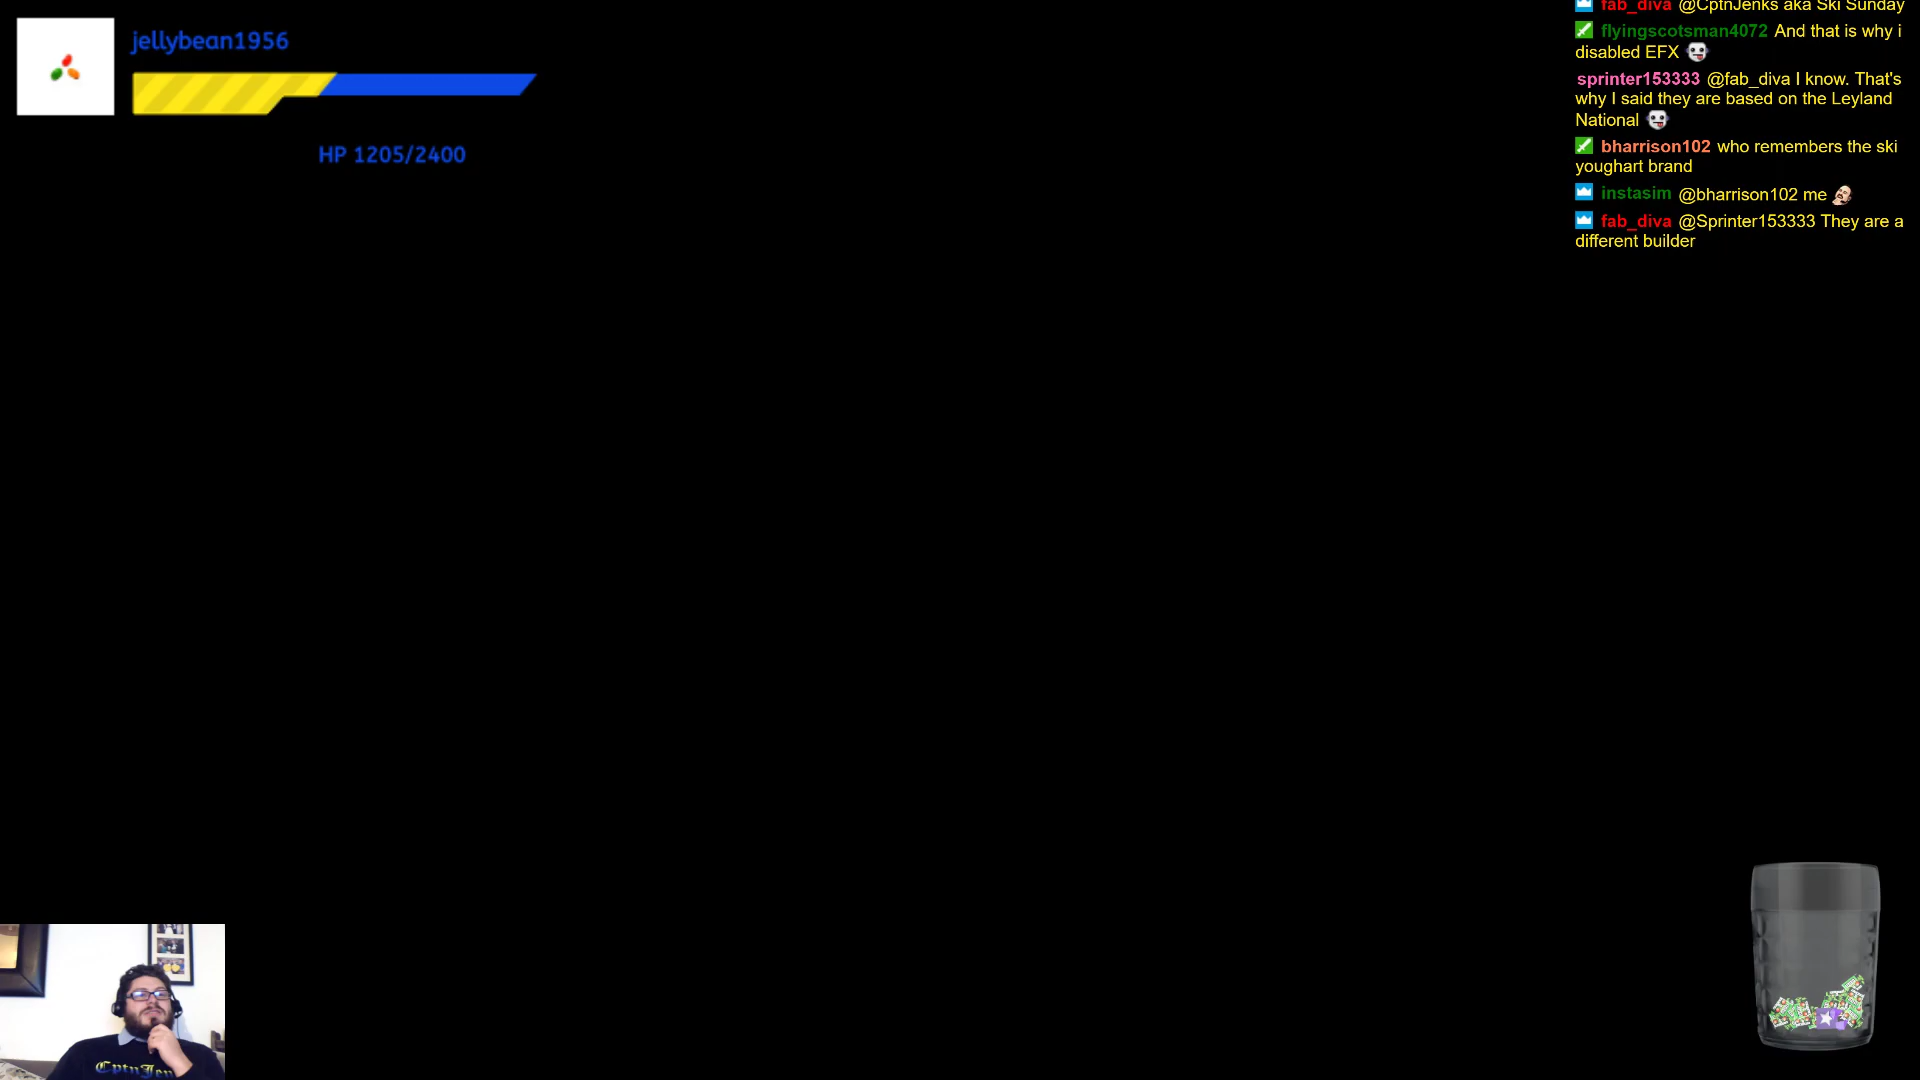 jellybean1956
HP 1205/2400
fab_diva @CptnJenks aka Ski Sunday
flyingscotsman4072 And that is why i
disabled EFX
sprinter153333 @fab_diva I know. That's
why I said they are based on the Leyland
National
bharrison102 who remembers the ski
youghart brand
instasim @bharrison102 me
fab_diva @Sprinter153333 They are a
different builder
CptnJen